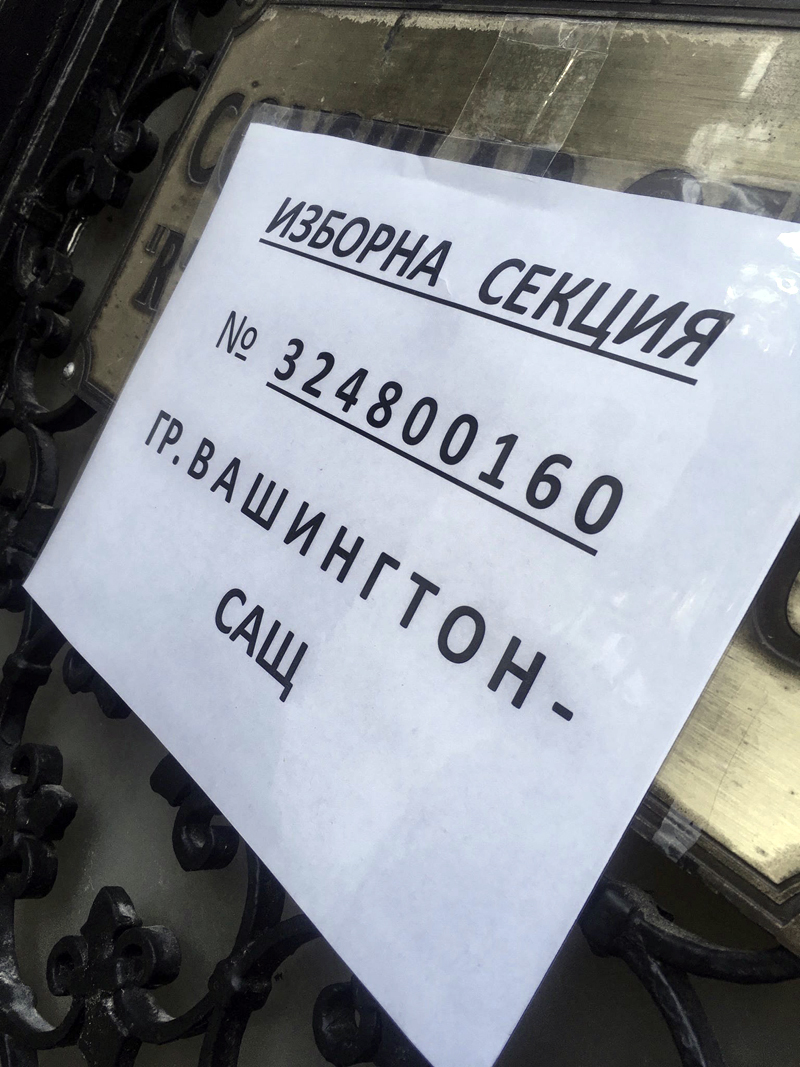 ИЗБОРНА СЕКЦИЯ
№ 324800160
ГР. ВАШИНГТОН-
САЩ